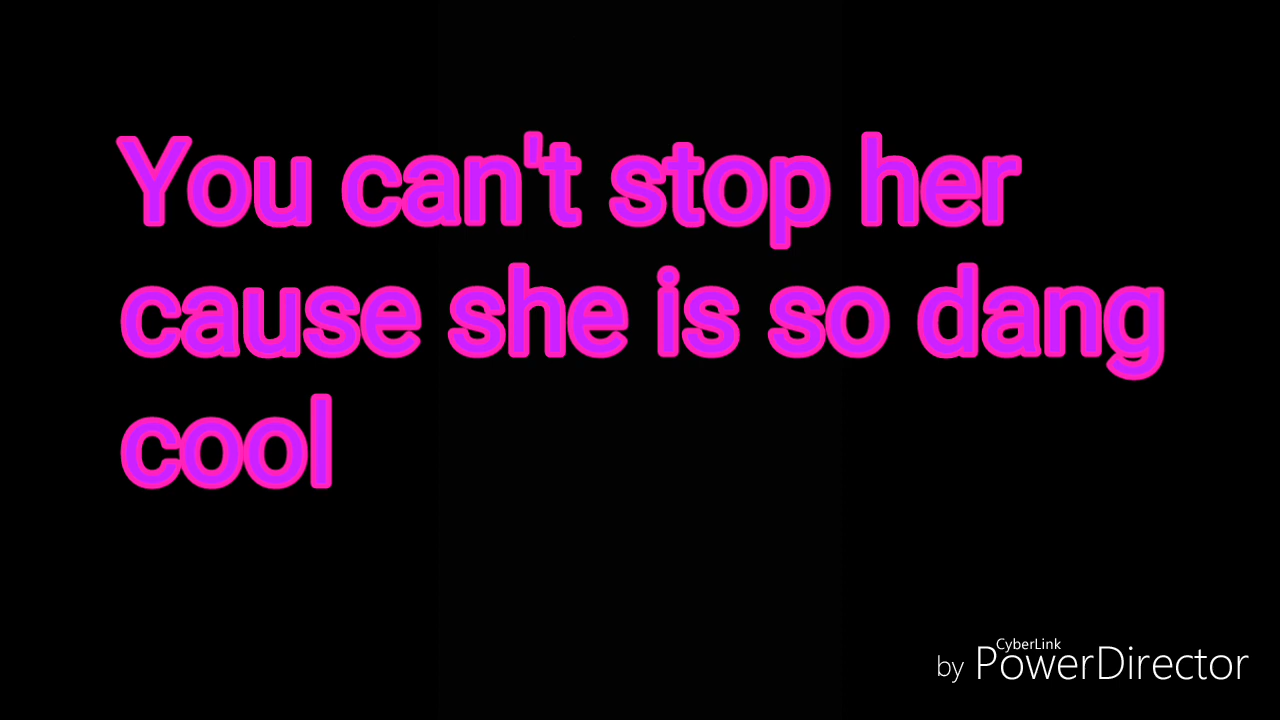 You can't stop her
cause she is so dang
cool
by CyberLink PowerDirector